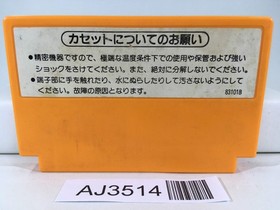 カセットについてのお願い
●精密機器ですので、極端な温度条件下での使用や保管および強い
ショックをさけてください。また、絶対に分解しないでください。
●端子部に手を触れたり、水にぬらしたりして汚さないようにして
ください。故障の原因となります。
831018
AJ3514